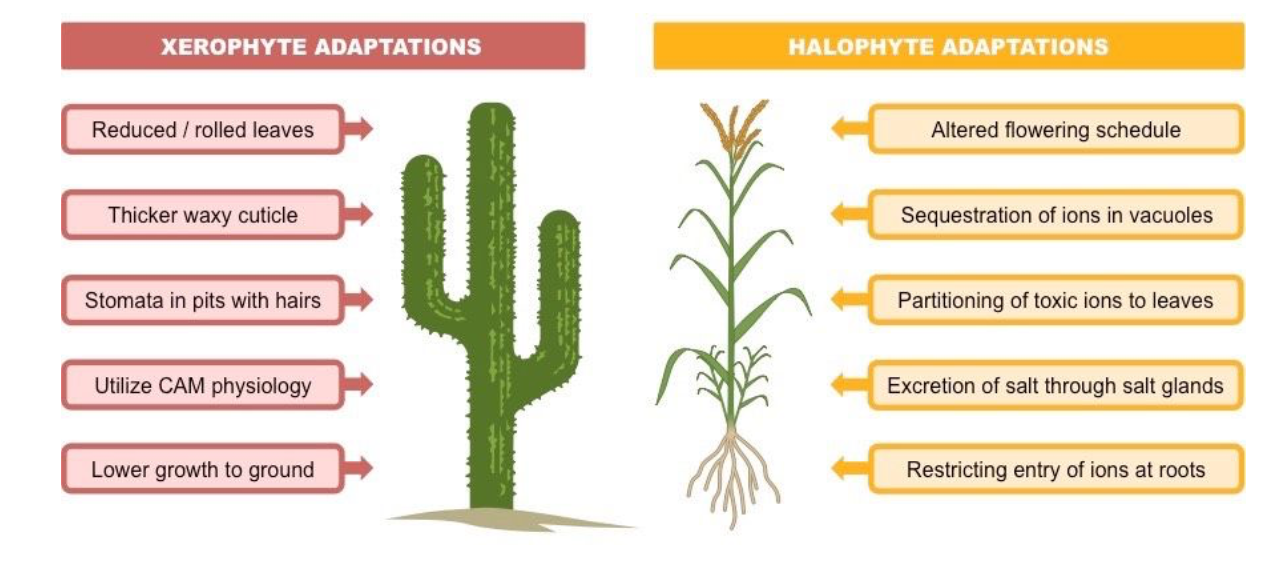 XEROPHYTE ADAPTATIONS
Reduced / rolled leaves
Thicker waxy cuticle
Stomata in pits with hairs
Utilize CAM physiology
Lower growth to ground
HALOPHYTE ADAPTATIONS
Altered flowering schedule
Sequestration of ions in vacuoles
Partitioning of toxic ions to leaves
Excretion of salt through salt glands
Restricting entry of ions at roots